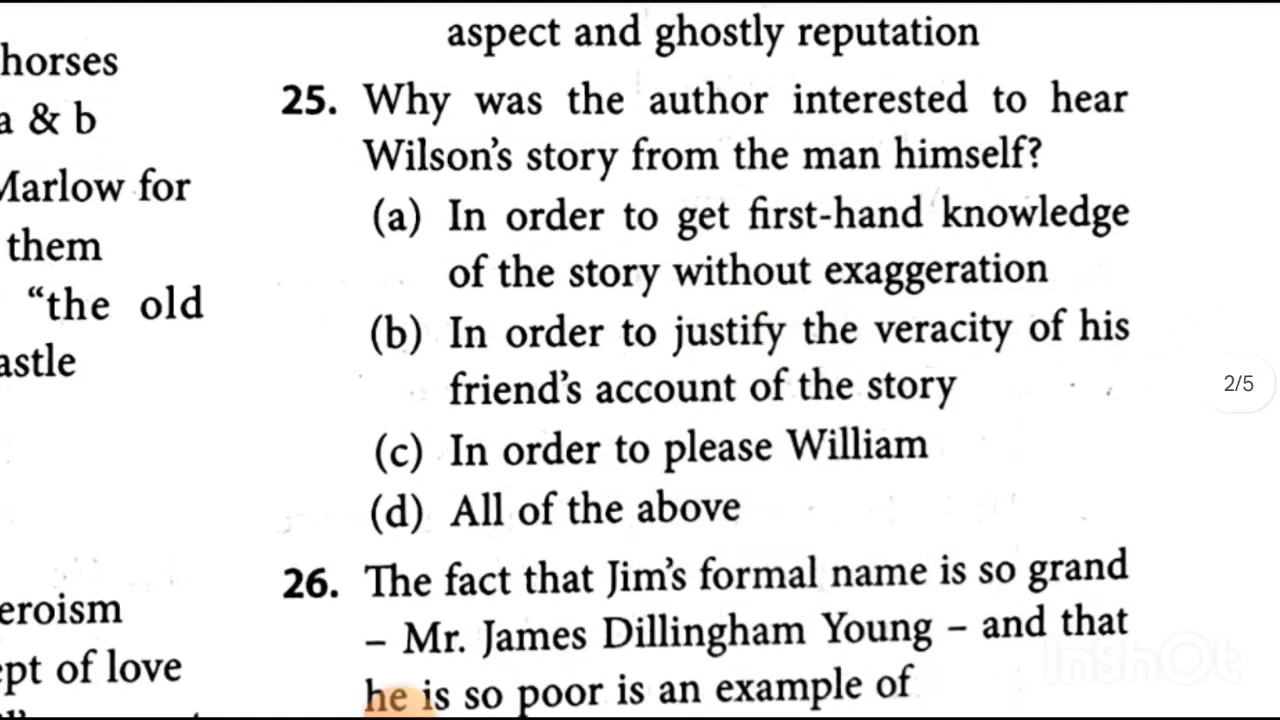 horses
a & b
Marlow for
them
“the old
astle
eroism
ept of love
aspect and ghostly reputation
25. Why was the author interested to hear
Wilson’s story from the man himself?
(a) In order to get first-hand knowledge
of the story without exaggeration
(b) In order to justify the veracity of his
friend’s account of the story
(c) In order to please William
(d) All of the above
26. The fact that Jim’s formal name is so grand
– Mr. James Dillingham Young – and that
he is so poor is an example of
2/5
InshOt